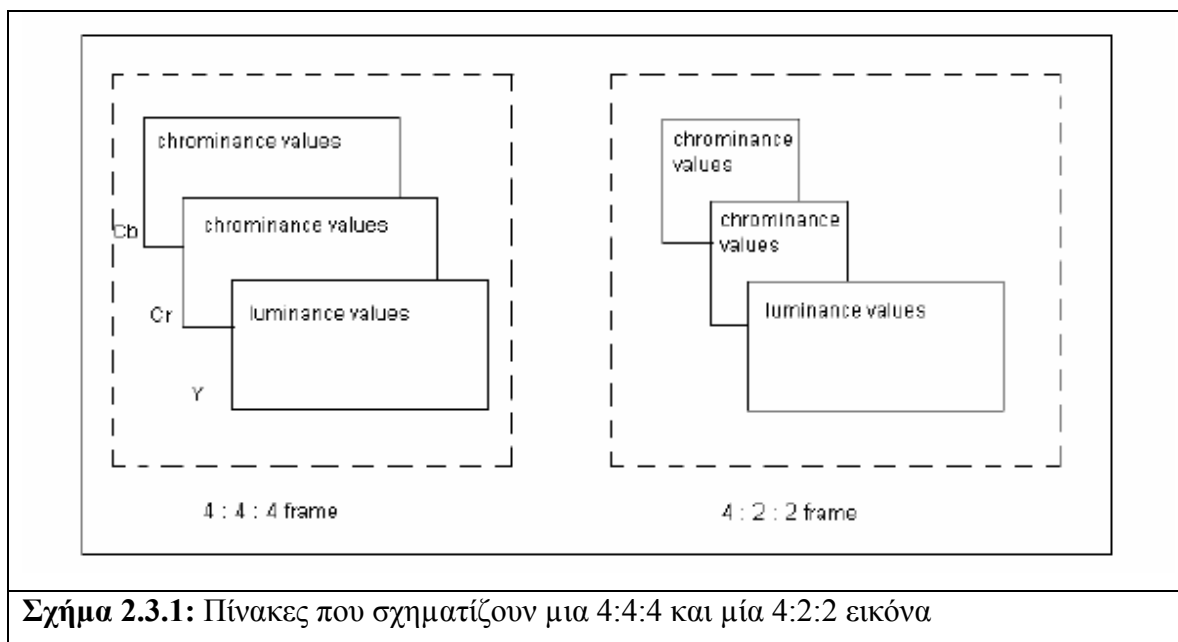 chrominance values
chrominance values
luminance values
Cb
Cr
Y
4 : 4 : 4 frame
chrominance
values
chrominance
values
luminance values
4 : 2 : 2 frame
Σχήμα 2.3.1: Πίνακες που σχηματίζουν μια 4:4:4 και μία 4:2:2 εικόνα